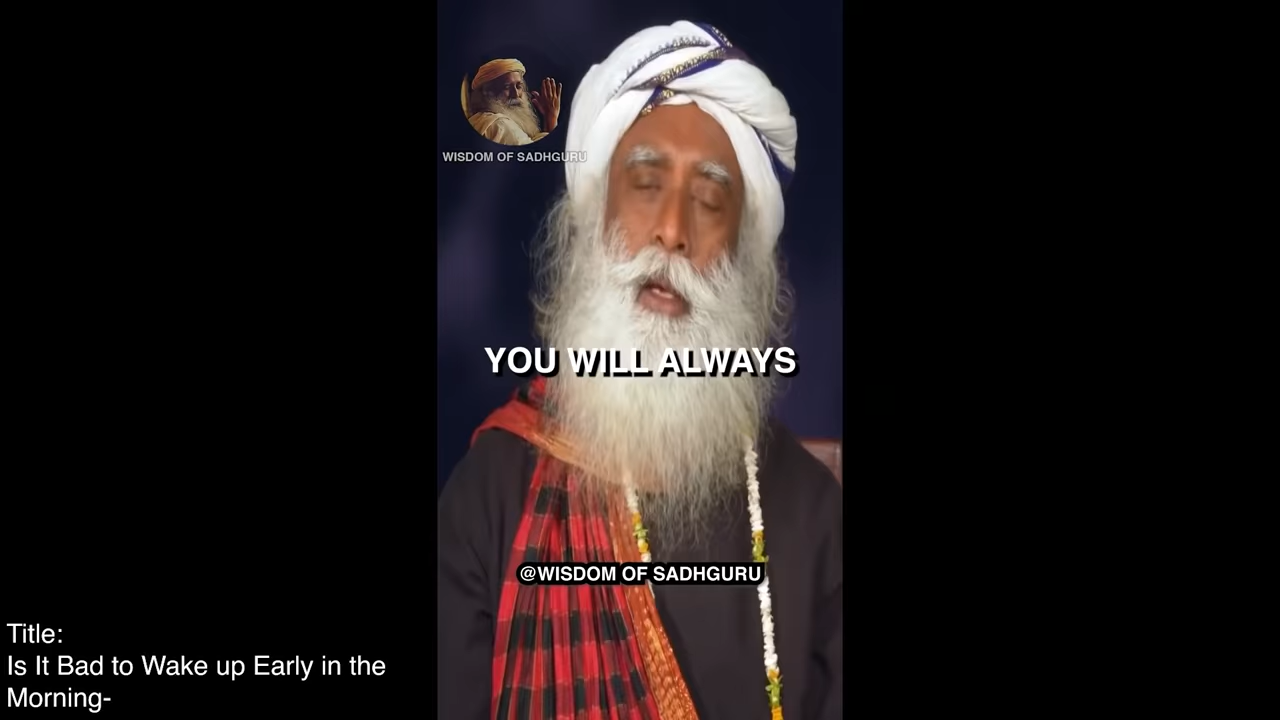 WISDOM OF SADHGURU
YOU WILL ALWAYS
@WISDOM OF SADHGURU
Title:
Is It Bad to Wake up Early in the
Morning-